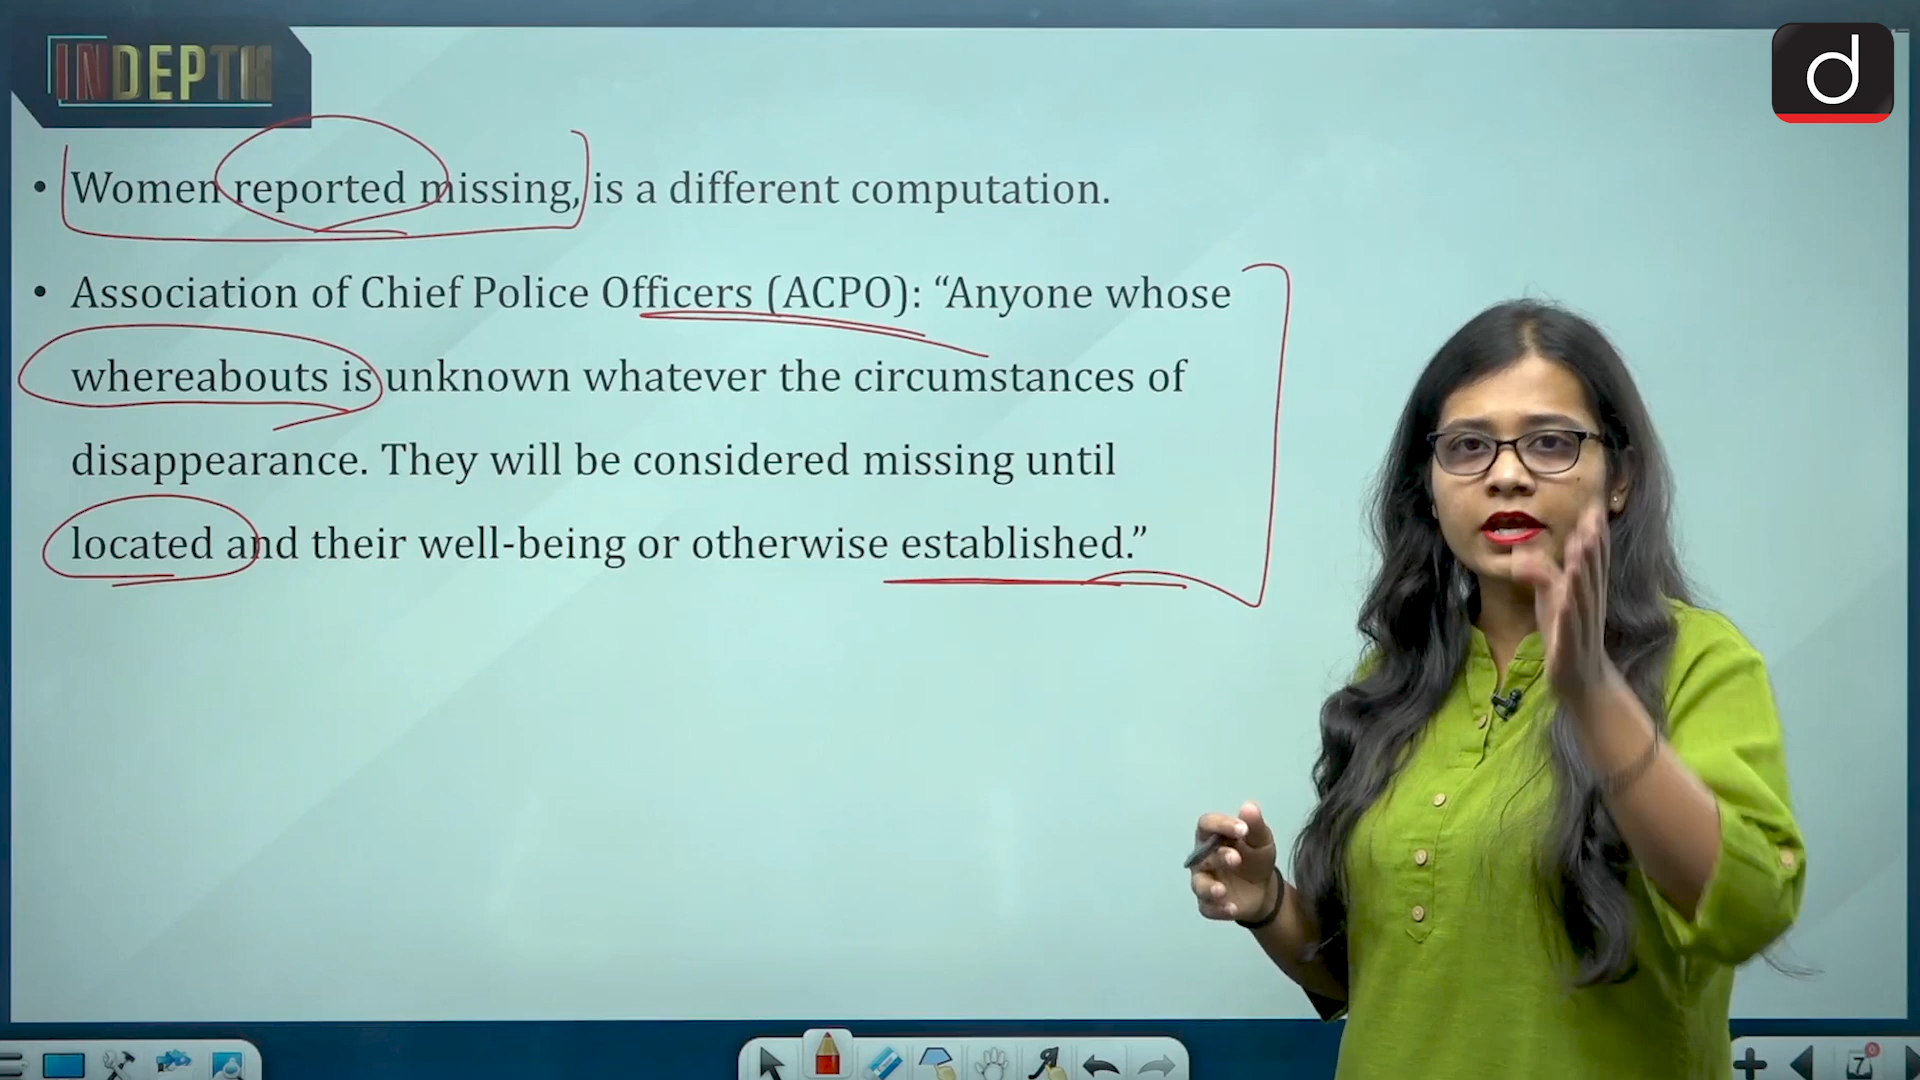 INDEPTH
d
• Women reported missing, is a different computation.
• Association of Chief Police Officers (ACPO): “Anyone whose
whereabouts is unknown whatever the circumstances of
disappearance. They will be considered missing until
located and their well-being or otherwise established.”
7